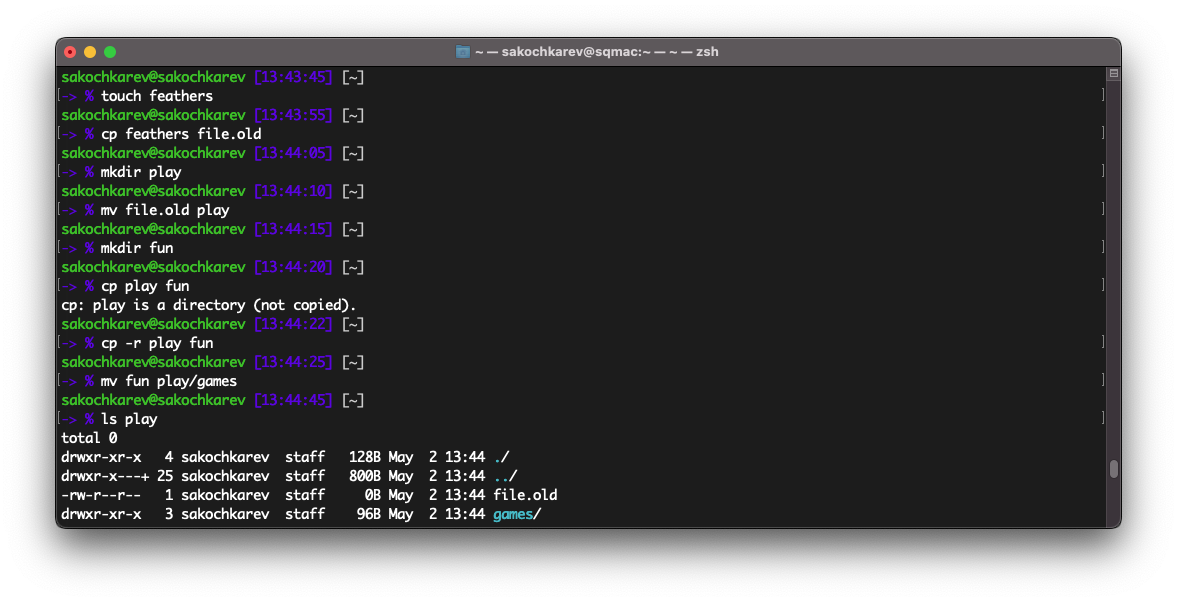 ~ — sakochkarev@sqmac:~ — ~ — zsh
sakochkarev@sakochkarev [13:43:45] [~]
[-> % touch feathers ]
sakochkarev@sakochkarev [13:43:55] [~]
[-> % cp feathers file.old ]
sakochkarev@sakochkarev [13:44:05] [~]
[-> % mkdir play ]
sakochkarev@sakochkarev [13:44:10] [~]
[-> % mv file.old play ]
sakochkarev@sakochkarev [13:44:15] [~]
[-> % mkdir fun ]
sakochkarev@sakochkarev [13:44:20] [~]
[-> % cp play fun ]
cp: play is a directory (not copied).
sakochkarev@sakochkarev [13:44:22] [~]
[-> % cp -r play fun ]
sakochkarev@sakochkarev [13:44:25] [~]
[-> % mv fun play/games ]
sakochkarev@sakochkarev [13:44:45] [~]
[-> % ls play ]
total 0
drwxr-xr-x   4 sakochkarev  staff   128B May  2 13:44 ./
drwxr-x---+ 25 sakochkarev  staff   800B May  2 13:44 ../
-rw-r--r--   1 sakochkarev  staff     0B May  2 13:44 file.old
drwxr-xr-x   3 sakochkarev  staff    96B May  2 13:44 games/